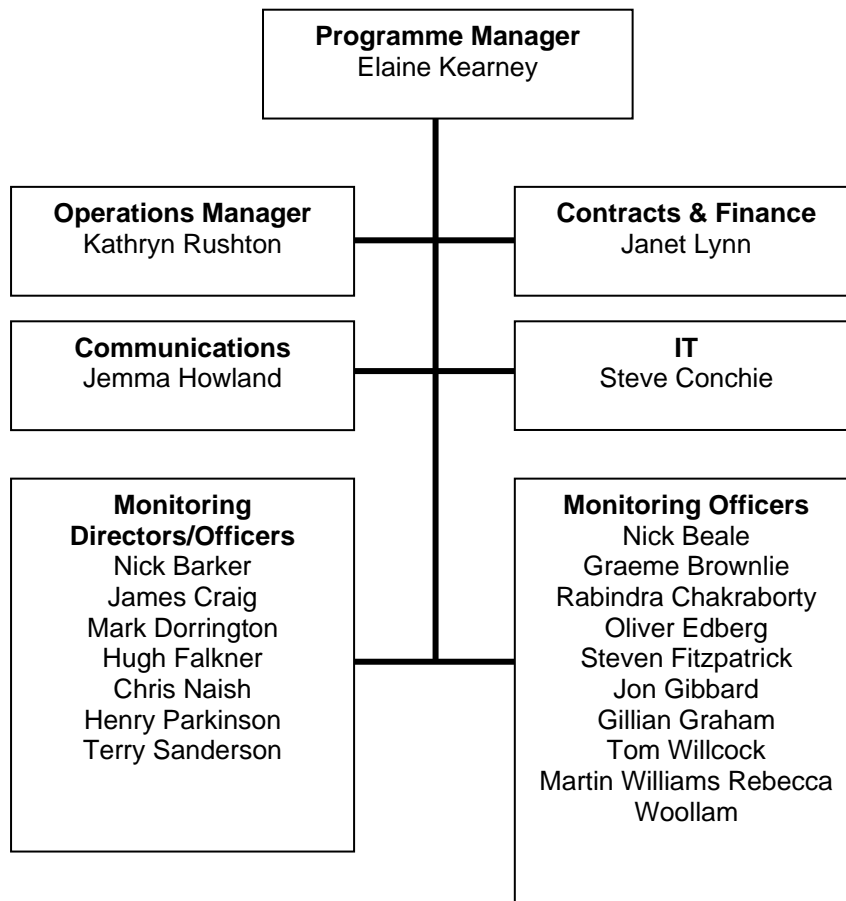 Programme Manager
Elaine Kearney
Operations Manager
Kathryn Rushton
Contracts & Finance
Janet Lynn
Communications
Jemma Howland
IT
Steve Conchie
Monitoring
Directors/Officers
Nick Barker
James Craig
Mark Dorrington
Hugh Falkner
Chris Naish
Henry Parkinson
Terry Sanderson
Monitoring Officers
Nick Beale
Graeme Brownlie
Rabindra Chakraborty
Oliver Edberg
Steven Fitzpatrick
Jon Gibbard
Gillian Graham
Tom Willcock
Martin Williams Rebecca
Woollam